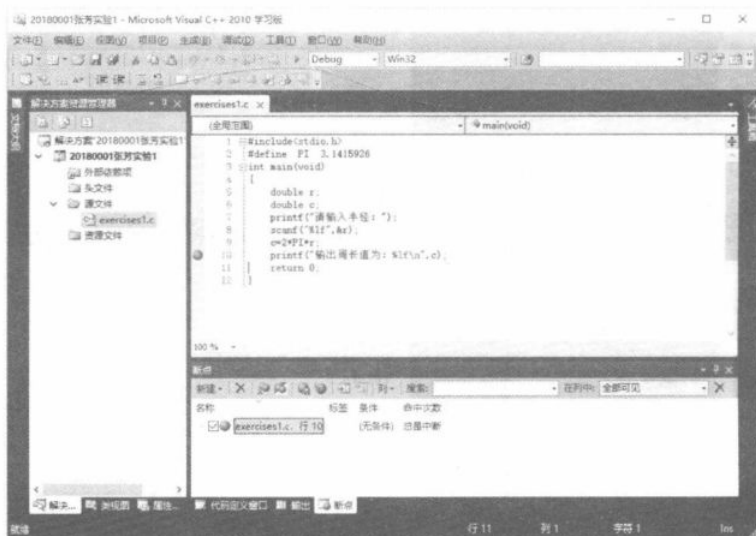 20180001张芳实验1 - Microsoft Visual C++ 2010 学习版
文件(F) 编辑(E) 视图(V) 项目(P) 生成(B) 调试(D) 工具(T) 窗口(W) 帮助(H)
Debug Win32
解决方案资源管理器
解决方案"20180001张芳实验1"
20180001张芳实验1
外部依赖项
头文件
源文件
exercises1.c
资源文件
exercises1.c
(全局范围) main(void)
1 #include<stdio.h>
2 #define PI 3.1415926
3 int main(void)
4 {
5 double r;
6 double c;
7 printf("请输入半径：");
8 scanf("%lf",&r);
9 c=2*PI*r;
10 printf("输出周长值为：%lf\n",c);
11 return 0;
12 }
100 %
断点
新建 列 搜索: 在列中: 全部可见
名称 标签 条件 命中次数
exercises1.c, 行 10 (无条件) 总是中断
解决... 类视图 属性...
代码定义窗口 输出 断点
就绪 行 11 列 1 字符 1 Ins